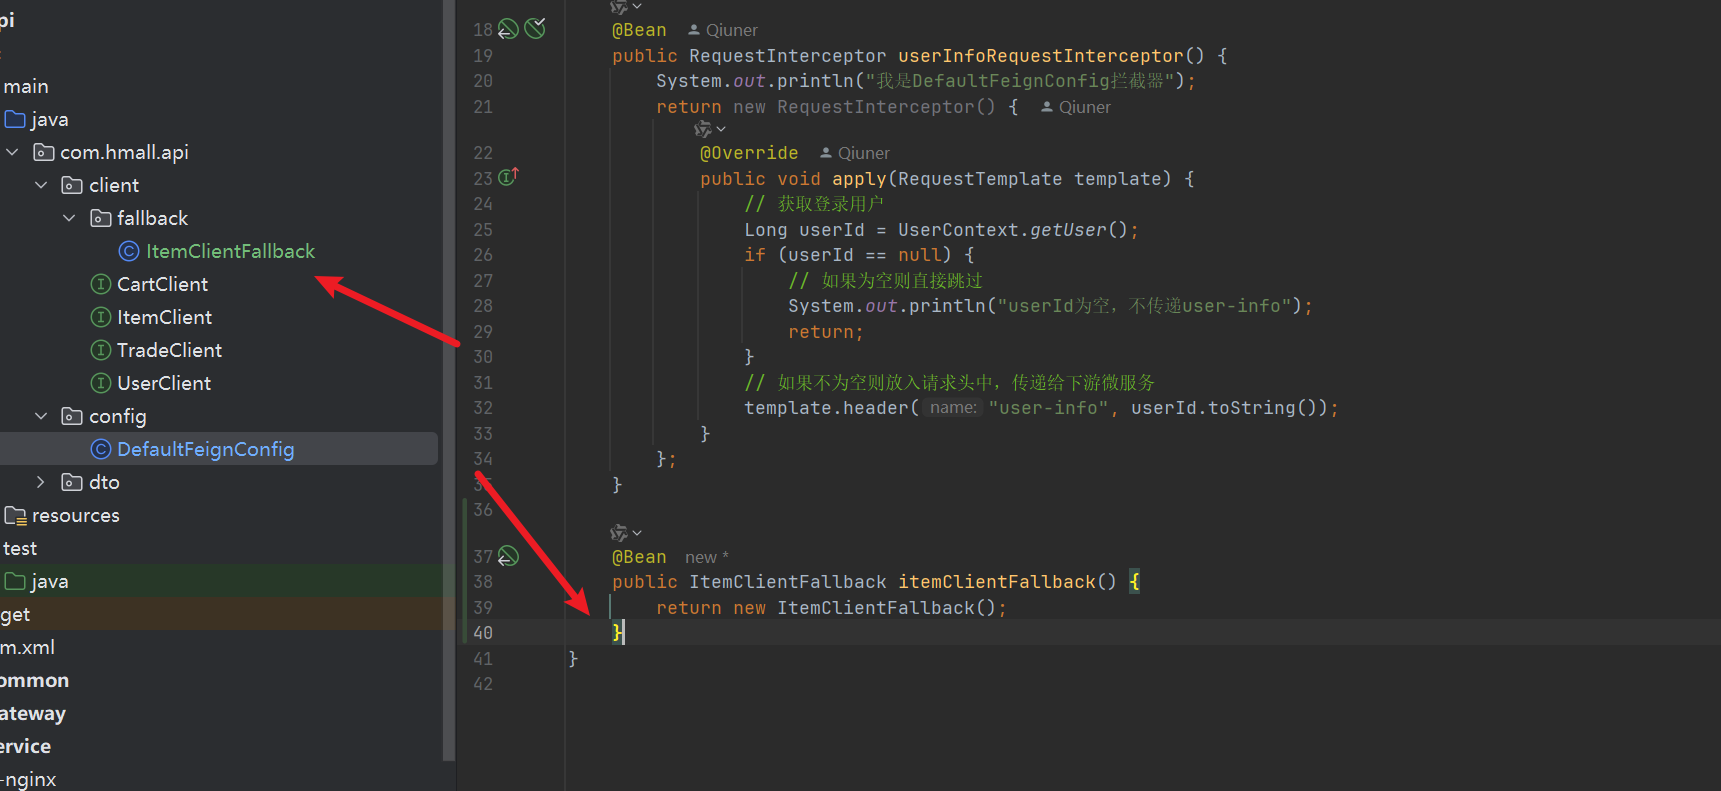 pi
main
java
com.hmall.api
client
fallback
ItemClientFallback
CartClient
ItemClient
TradeClient
UserClient
config
DefaultFeignConfig
dto
resources
test
java
get
m.xml
ommon
ateway
ervice
-nginx
18 @Bean Qiuner
19 public RequestInterceptor userInfoRequestInterceptor() {
20 System.out.println("我是DefaultFeignConfig拦截器");
21 return new RequestInterceptor() { Qiuner
22 @Override Qiuner
23 public void apply(RequestTemplate template) {
24 // 获取登录用户
25 Long userId = UserContext.getUser();
26 if (userId == null) {
27 // 如果为空则直接跳过
28 System.out.println("userId为空，不传递user-info");
29 return;
30 }
31 // 如果不为空则放入请求头中，传递给下游微服务
32 template.header( name: "user-info", userId.toString());
33 }
34 };
35 }
36
37 @Bean new *
38 public ItemClientFallback itemClientFallback() {
39 return new ItemClientFallback();
40 }
41 }
42